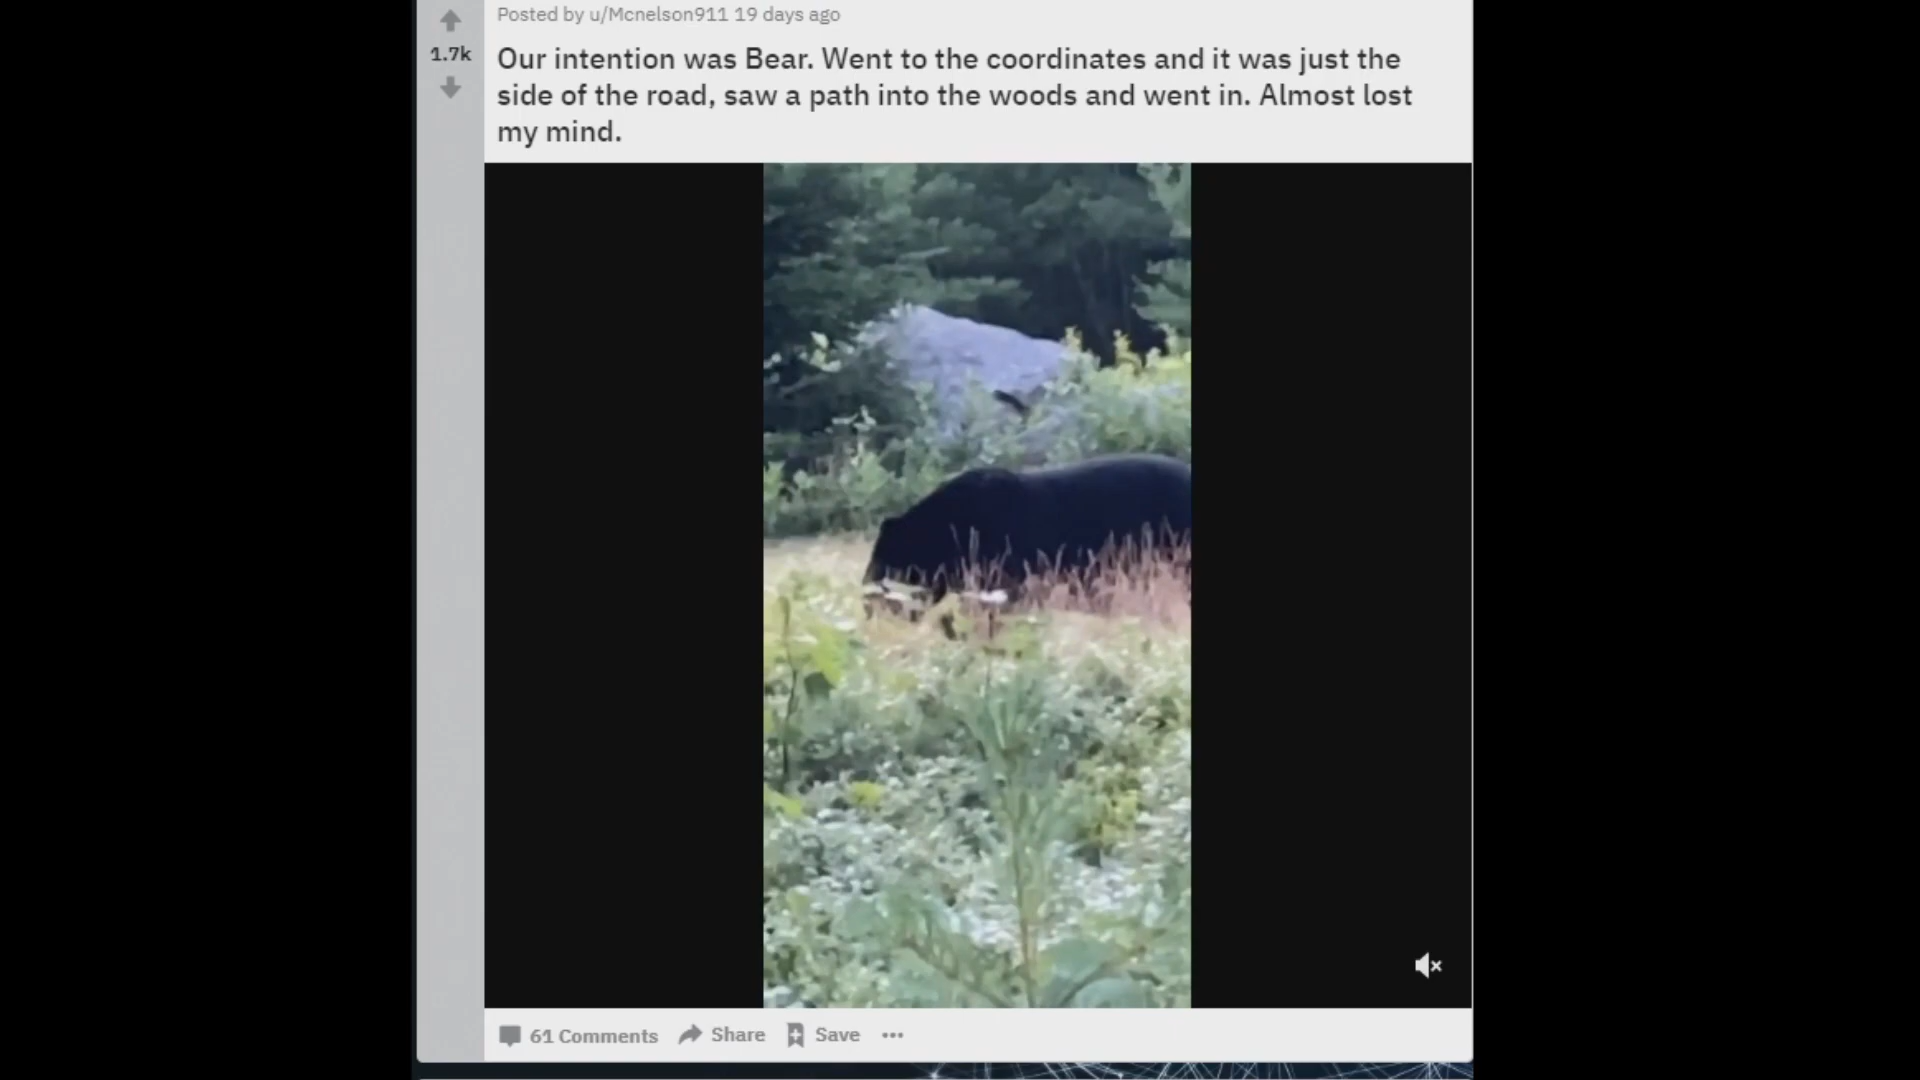 Posted by u/Mcnelson911 19 days ago
1.7k
Our intention was Bear. Went to the coordinates and it was just the
side of the road, saw a path into the woods and went in. Almost lost
my mind.
61 Comments Share Save